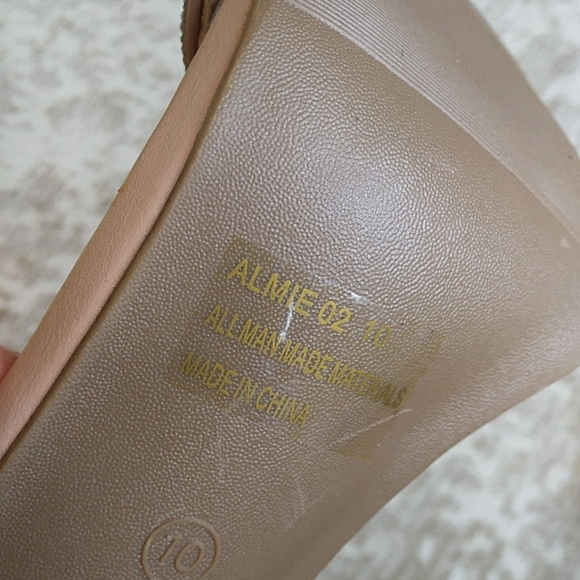 ALMIE 02 10
ALL MAN MADE MATERIALS
MADE IN CHINA
10